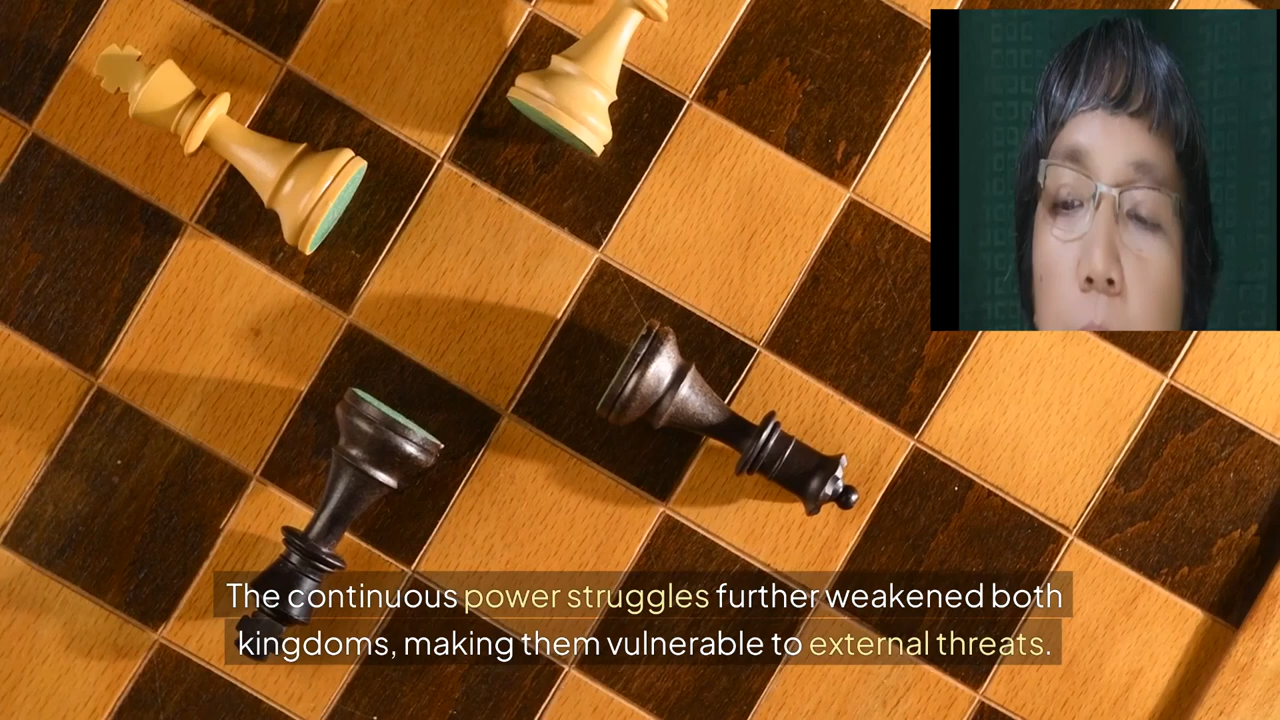 The continuous power struggles further weakened both
kingdoms, making them vulnerable to external threats.